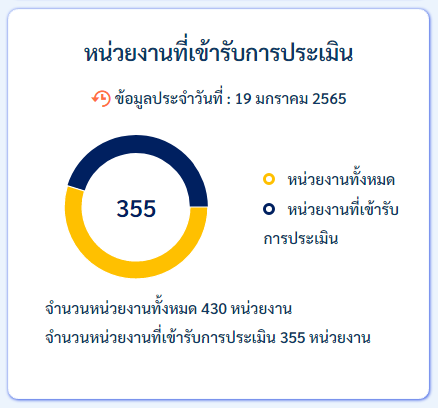 หน่วยงานที่เข้ารับการประเมิน
ข้อมูลประจำวันที่ : 19 มกราคม 2565
355
หน่วยงานทั้งหมด
หน่วยงานที่เข้ารับ
การประเมิน
จำนวนหน่วยงานทั้งหมด 430 หน่วยงาน
จำนวนหน่วยงานที่เข้ารับการประเมิน 355 หน่วยงาน